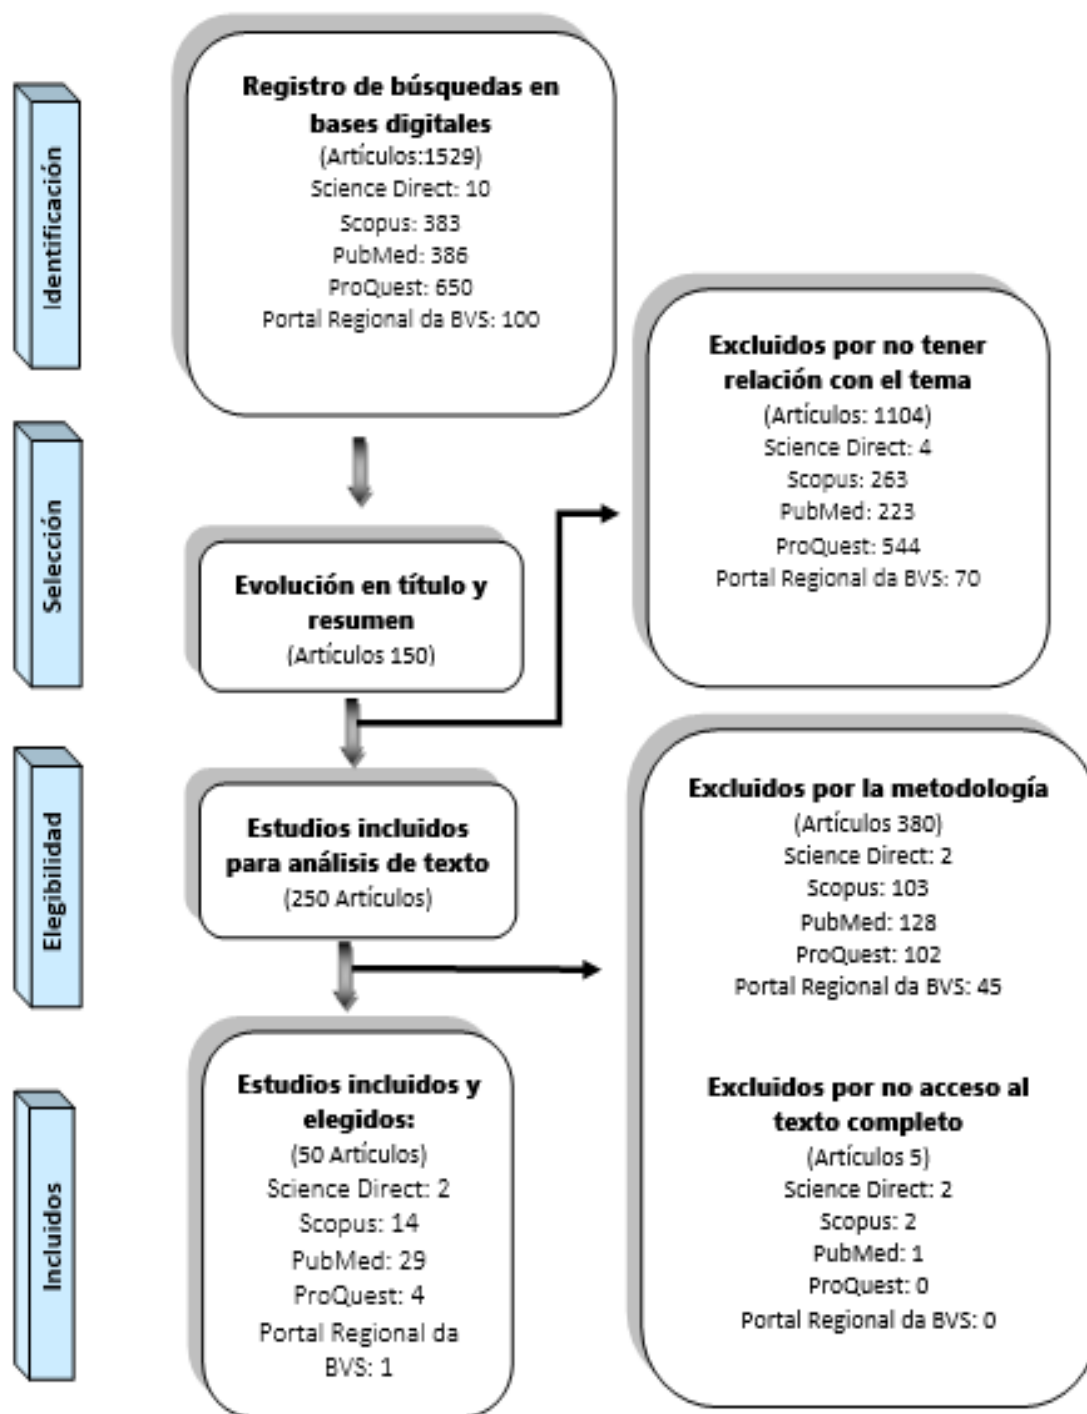 Identificación
Registro de búsquedas en
bases digitales
(Artículos:1529)
Science Direct: 10
Scopus: 383
PubMed: 386
ProQuest: 650
Portal Regional da BVS: 100
Excluidos por no tener
relación con el tema
(Artículos: 1104)
Science Direct: 4
Scopus: 263
PubMed: 223
ProQuest: 544
Portal Regional da BVS: 70
Selección
Evolución en título y
resumen
(Artículos 150)
Elegibilidad
Estudios incluidos
para análisis de texto
(250 Artículos)
Excluidos por la metodología
(Artículos 380)
Science Direct: 2
Scopus: 103
PubMed: 128
ProQuest: 102
Portal Regional da BVS: 45
Excluidos por no acceso al
texto completo
(Artículos 5)
Science Direct: 2
Scopus: 2
PubMed: 1
ProQuest: 0
Portal Regional da BVS: 0
Incluidos
Estudios incluidos y
elegidos:
(50 Artículos)
Science Direct: 2
Scopus: 14
PubMed: 29
ProQuest: 4
Portal Regional da
BVS: 1